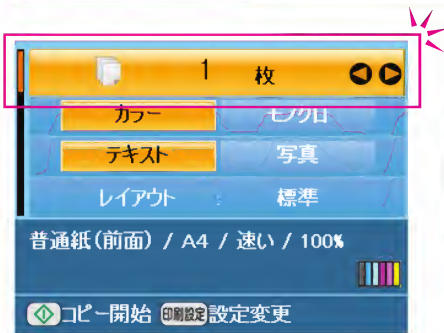 1 枚
カラー モノクロ
テキスト 写真
レイアウト : 標準
普通紙(前面) / A4 / 速い / 100%
コピー開始 印刷設定 設定変更